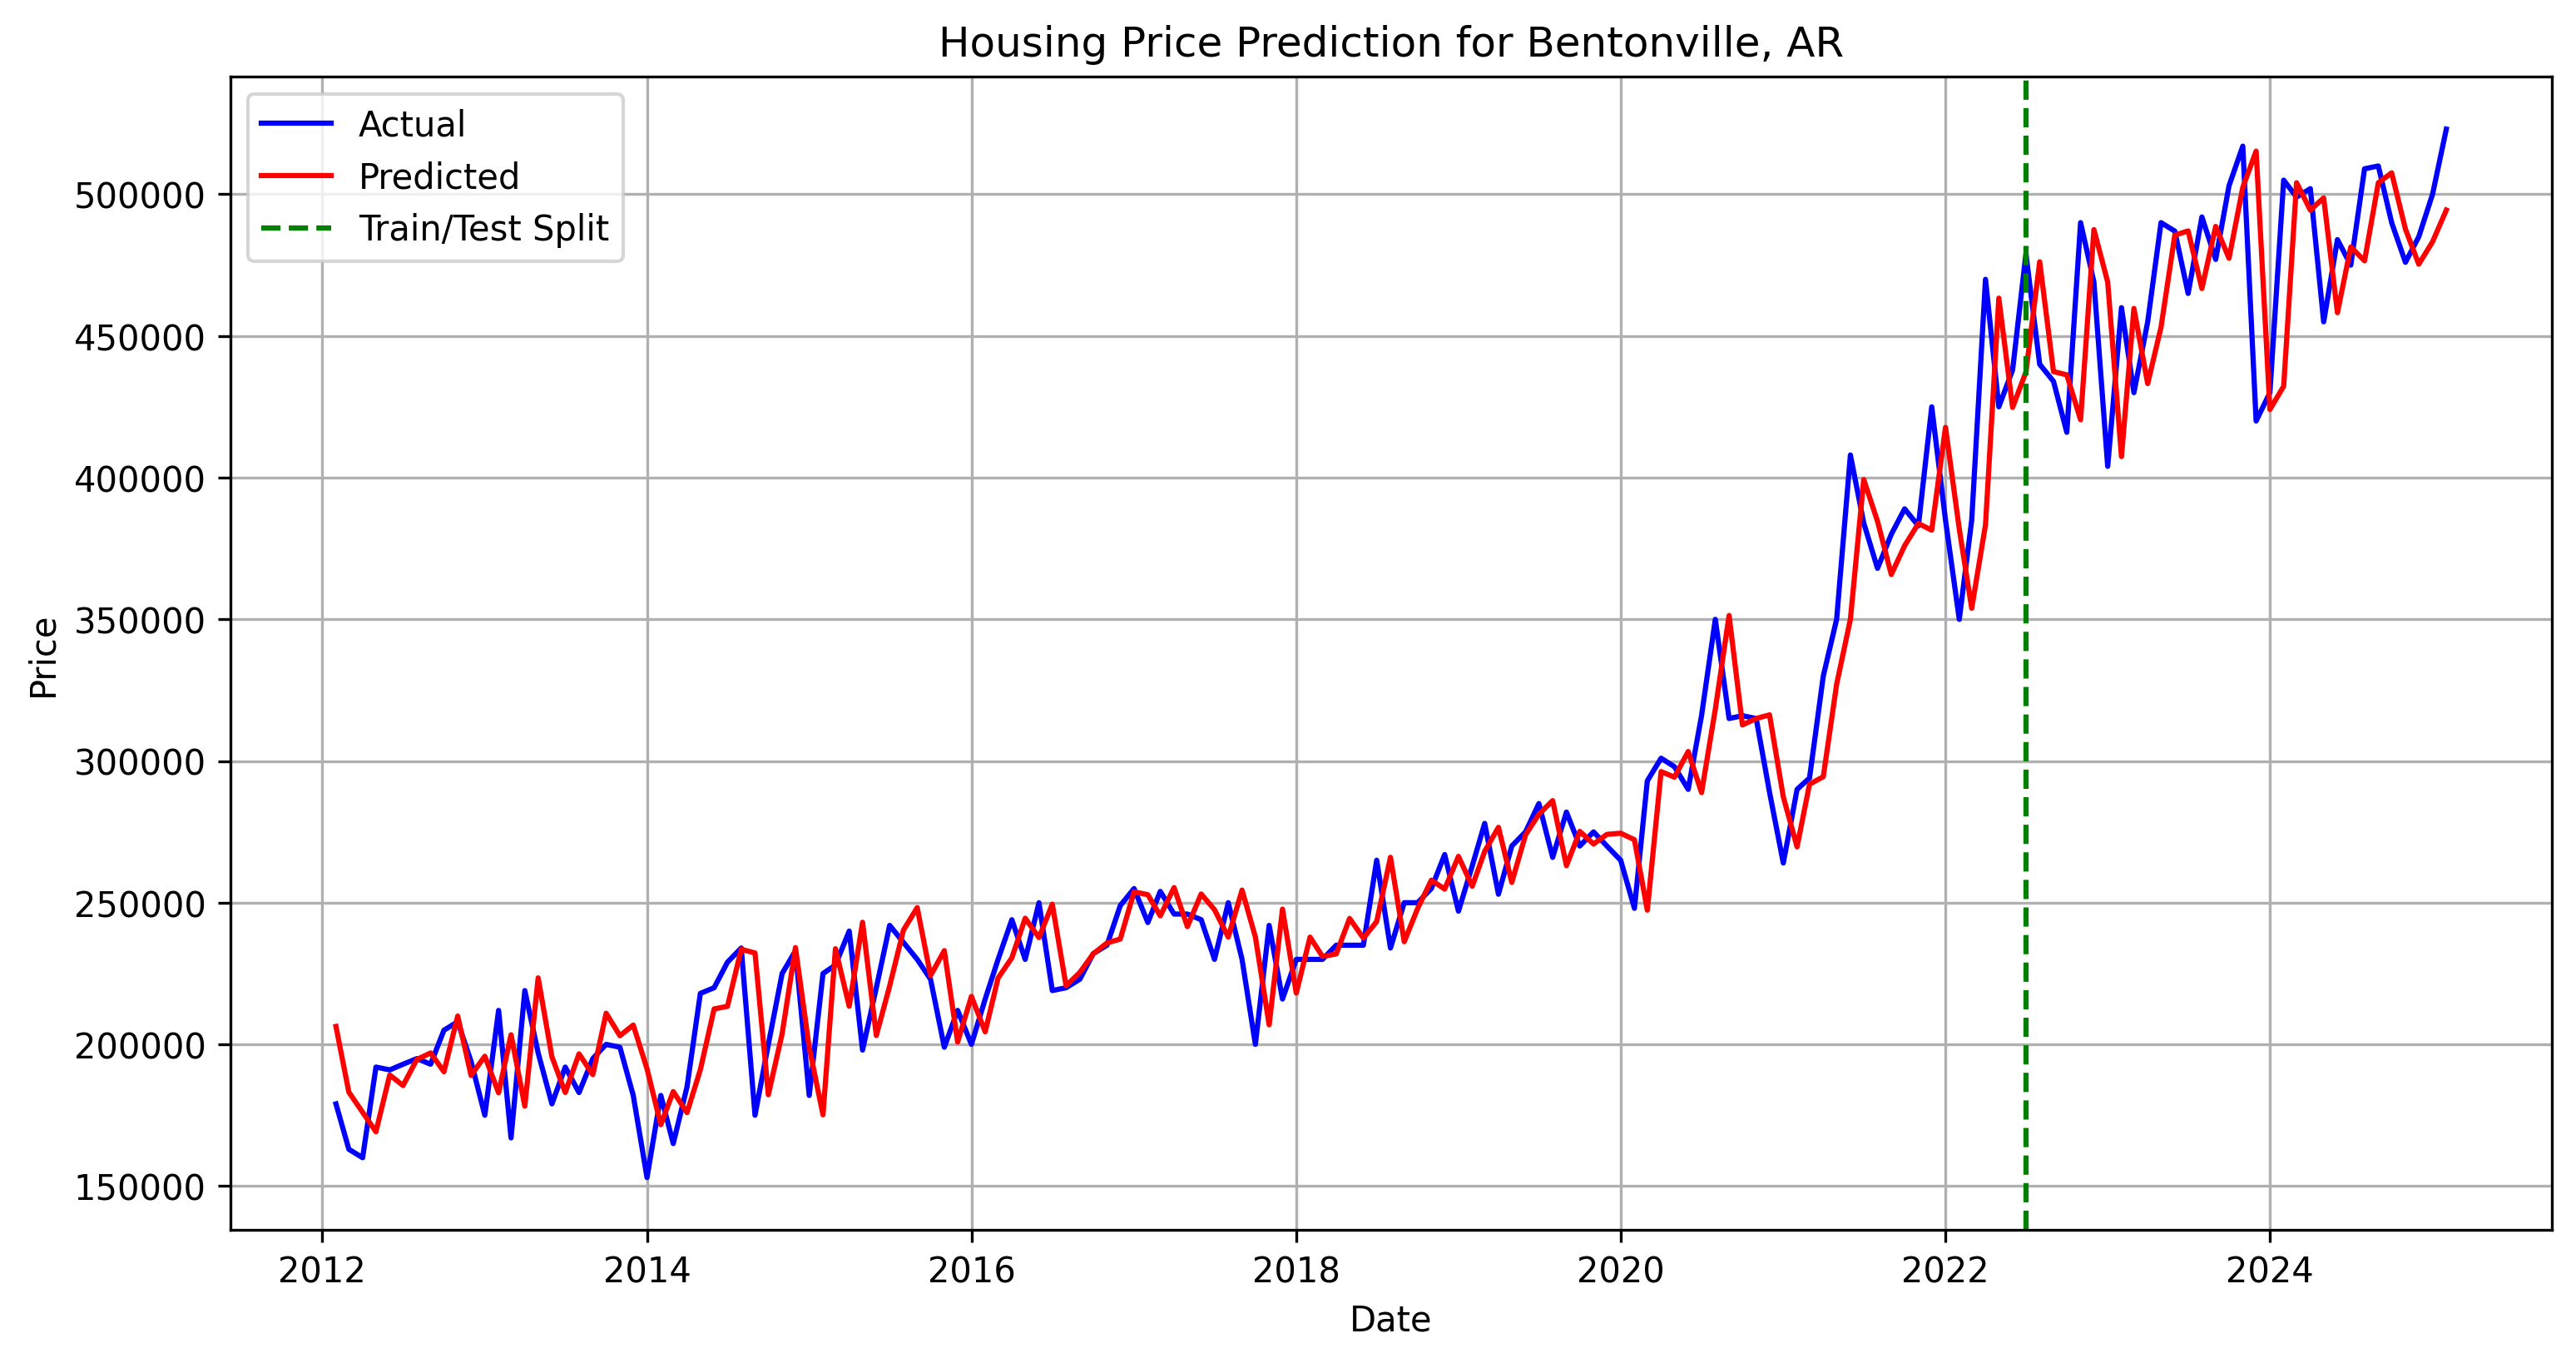 Housing Price Prediction for Bentonville, AR
Actual
Predicted
Train/Test Split
500000
450000
400000
350000
300000
250000
200000
150000
Price
2012 2014 2016 2018 2020 2022 2024
Date